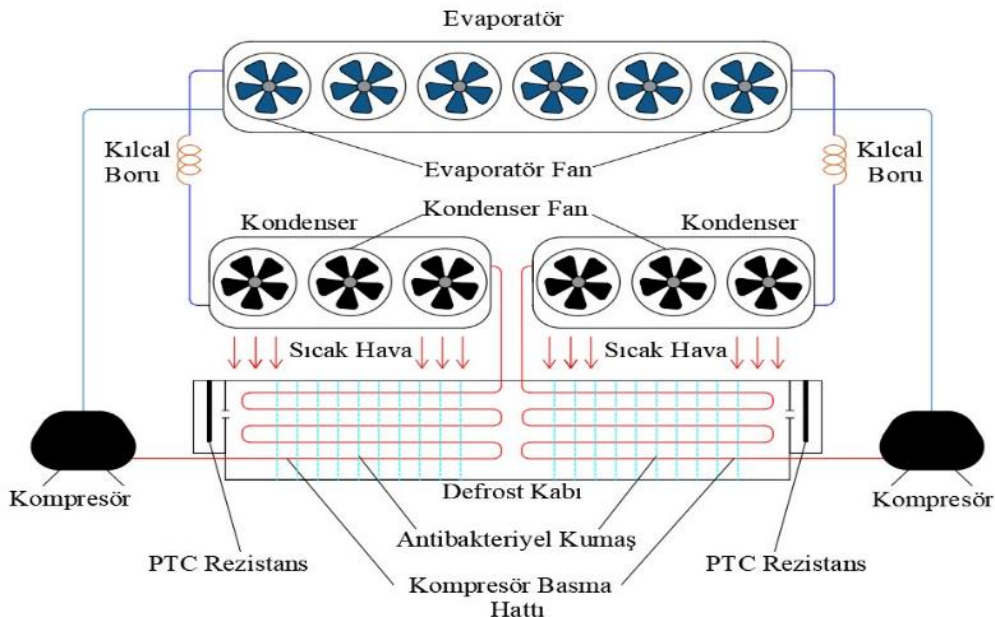 Evaporatör
Kılcal
Boru
Evaporatör Fan
Kılcal
Boru
Kondenser
Kondenser Fan
Kondenser
Sıcak Hava
Sıcak Hava
Kompresör
Defrost Kabı
Kompresör
Antibakteriyel Kumaş
PTC Rezistans
PTC Rezistans
Kompresör Basma
Hattı